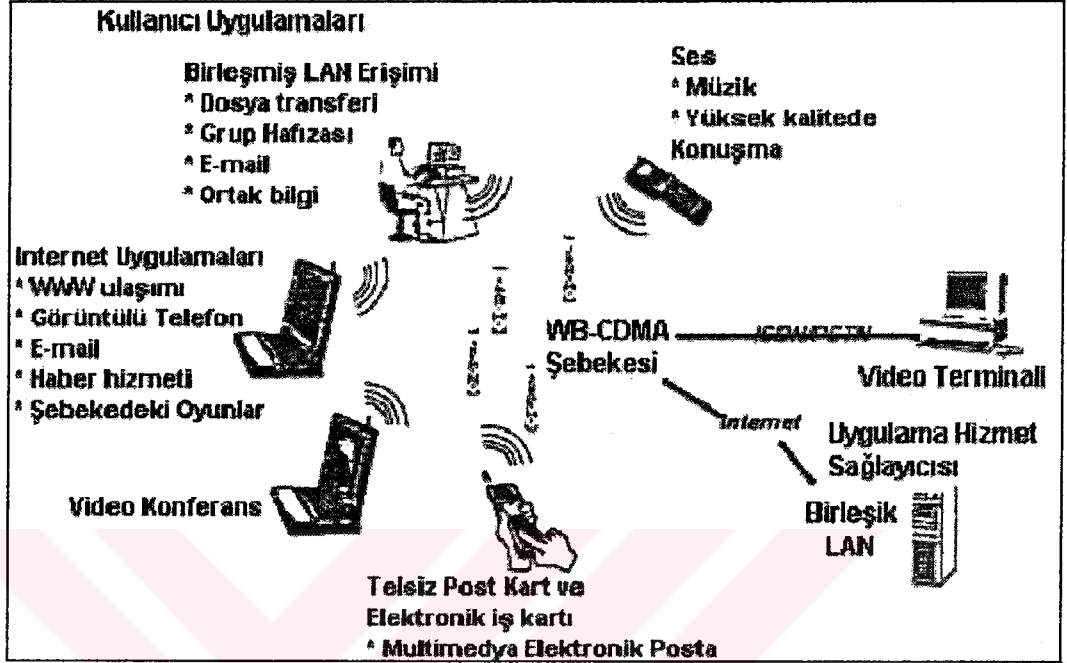 Kullanıcı Uygulamaları
Birleşmiş LAN Erişimi
* Dosya transferi
* Grup Hafızası
* E-mail
* Ortak bilgi
Ses
* Müzik
* Yüksek kalitede
Konuşma
Internet Uygulamaları
* WWW ulaşımı
* Görüntülü Telefon
* E-mail
* Haber hizmeti
* Şebekedeki Oyunlar
WB-CDMA
Şebekesi
Video Terminali
internet
Uygulama Hizmet
Sağlayıcısı
Birleşik
LAN
Video Konferans
Telsiz Post Kart ve
Elektronik iş kartı
* Multimedya Elektronik Posta